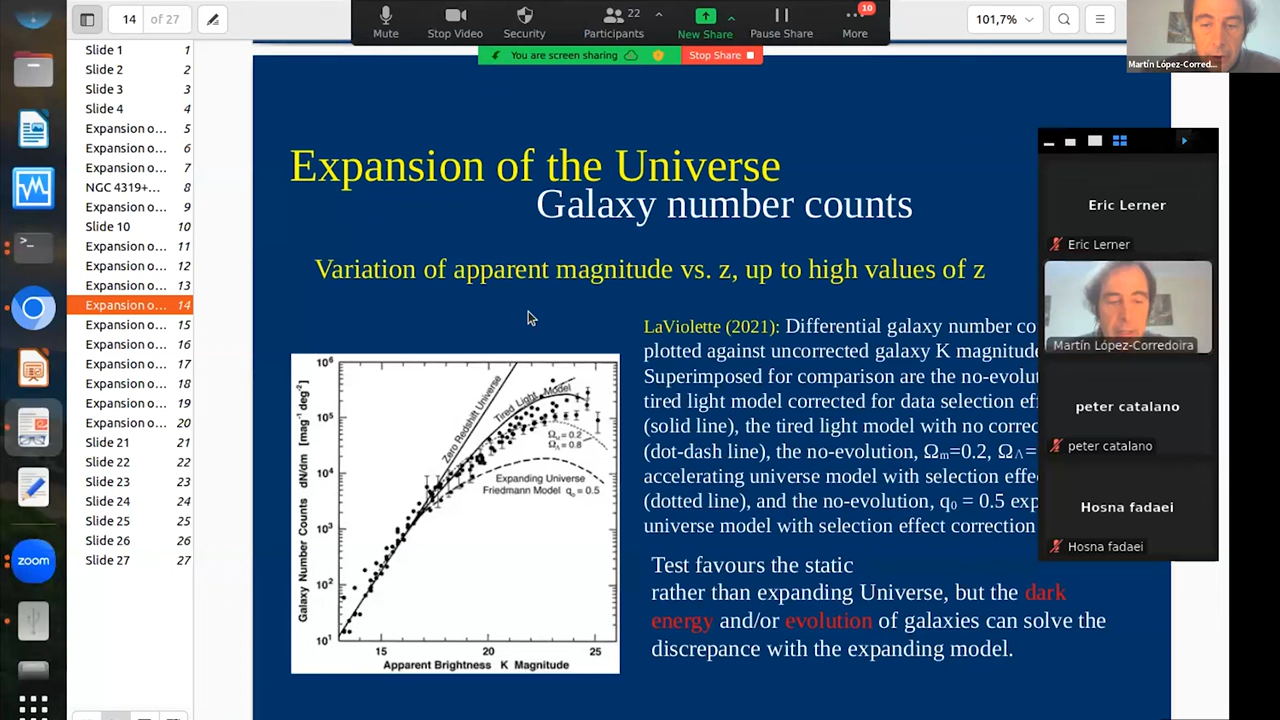 14 of 27
Mute
Stop Video
Security
22
Participants
New Share
Pause Share
10
More
101,7%
You are screen sharing
Stop Share
Martín López-Corred...
Slide 1 1
Slide 2 2
Slide 3 3
Slide 4 4
Expansion o... 5
Expansion o... 6
Expansion o... 7
NGC 4319+... 8
Expansion o... 9
Slide 10 10
Expansion o... 11
Expansion o... 12
Expansion o... 13
Expansion o... 14
Expansion o... 15
Expansion o... 16
Expansion o... 17
Expansion o... 18
Expansion o... 19
Expansion o... 20
Slide 21 21
Slide 22 22
Slide 23 23
Slide 24 24
Slide 25 25
Slide 26 26
Slide 27 27
zoom
Expansion of the Universe
Galaxy number counts
Variation of apparent magnitude vs. z, up to high values of z
Galaxy Number Counts dN/dm [mag⁻¹ deg⁻²]
10⁶
10⁵
10⁴
10³
10²
10¹
Zero Redshift Universe
Tired Light Model
Expanding Universe
Friedmann Model q₀ = 0.5
15 20 25
Apparent Brightness K Magnitude
LaViolette (2021): Differential galaxy number co
plotted against uncorrected galaxy K magnitude
Superimposed for comparison are the no-evolut
tired light model corrected for data selection ef
(solid line), the tired light model with no correc
(dot-dash line), the no-evolution, Ωm=0.2, ΩΛ=
accelerating universe model with selection effe
(dotted line), and the no-evolution, q₀ = 0.5 exp
universe model with selection effect correction
Test favours the static
rather than expanding Universe, but the dark
energy and/or evolution of galaxies can solve the
discrepance with the expanding model.
Eric Lerner
Eric Lerner
Martín López-Corredoira
peter catalano
peter catalano
Hosna fadaei
Hosna fadaei